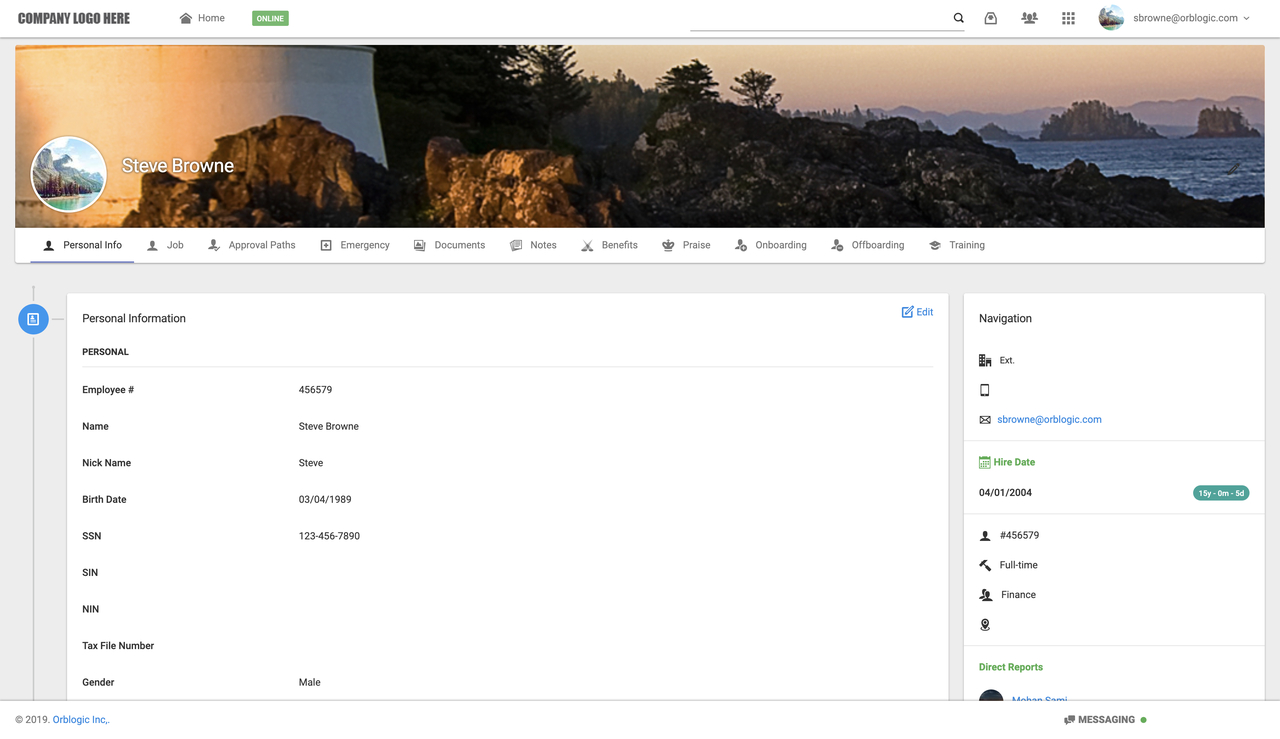 COMPANY LOGO HERE
Home
ONLINE
sbrowne@orblogic.com
Steve Browne
Personal Info
Job
Approval Paths
Emergency
Documents
Notes
Benefits
Praise
Onboarding
Offboarding
Training
Personal Information
Edit
PERSONAL
Employee # 456579
Name Steve Browne
Nick Name Steve
Birth Date 03/04/1989
SSN 123-456-7890
SIN
NIN
Tax File Number
Gender Male
Navigation
Ext.
sbrowne@orblogic.com
Hire Date
04/01/2004 15y - 0m - 5d
#456579
Full-time
Finance
Direct Reports
Mohan Sami
© 2019. Orblogic Inc,.
MESSAGING